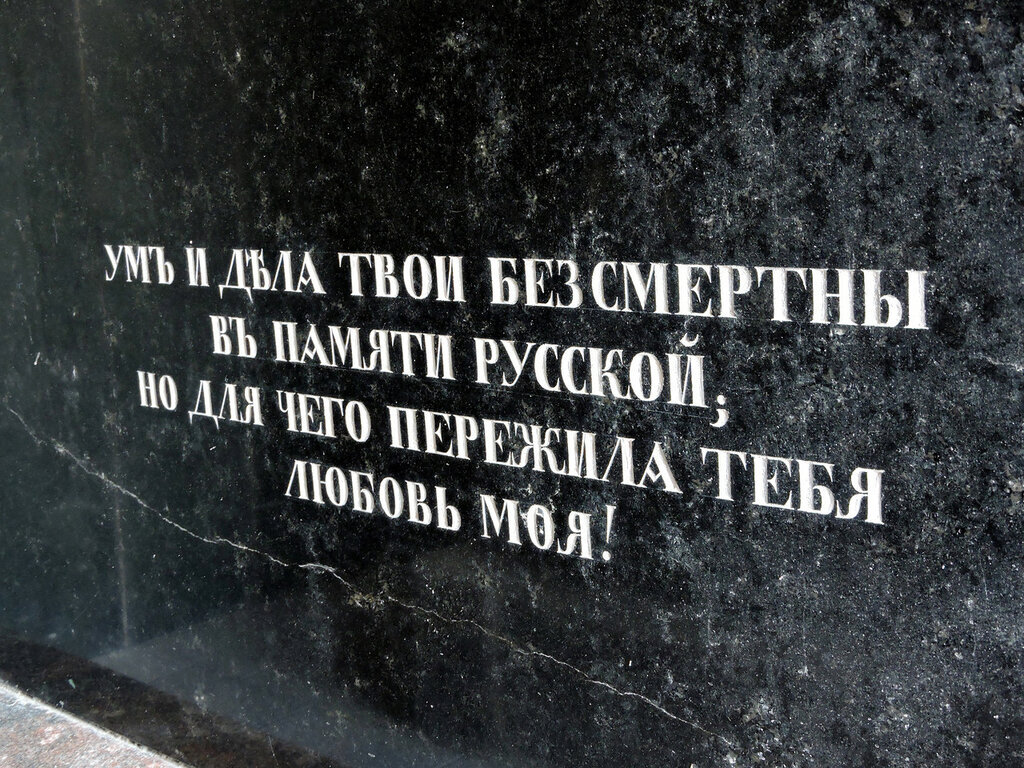 УМЪ И ДѢЛА ТВОИ БЕЗСМЕРТНЫ
ВЪ ПАМЯТИ РУССКОЙ;
НО ДЛЯ ЧЕГО ПЕРЕЖИЛА ТЕБЯ
ЛЮБОВЬ МОЯ!